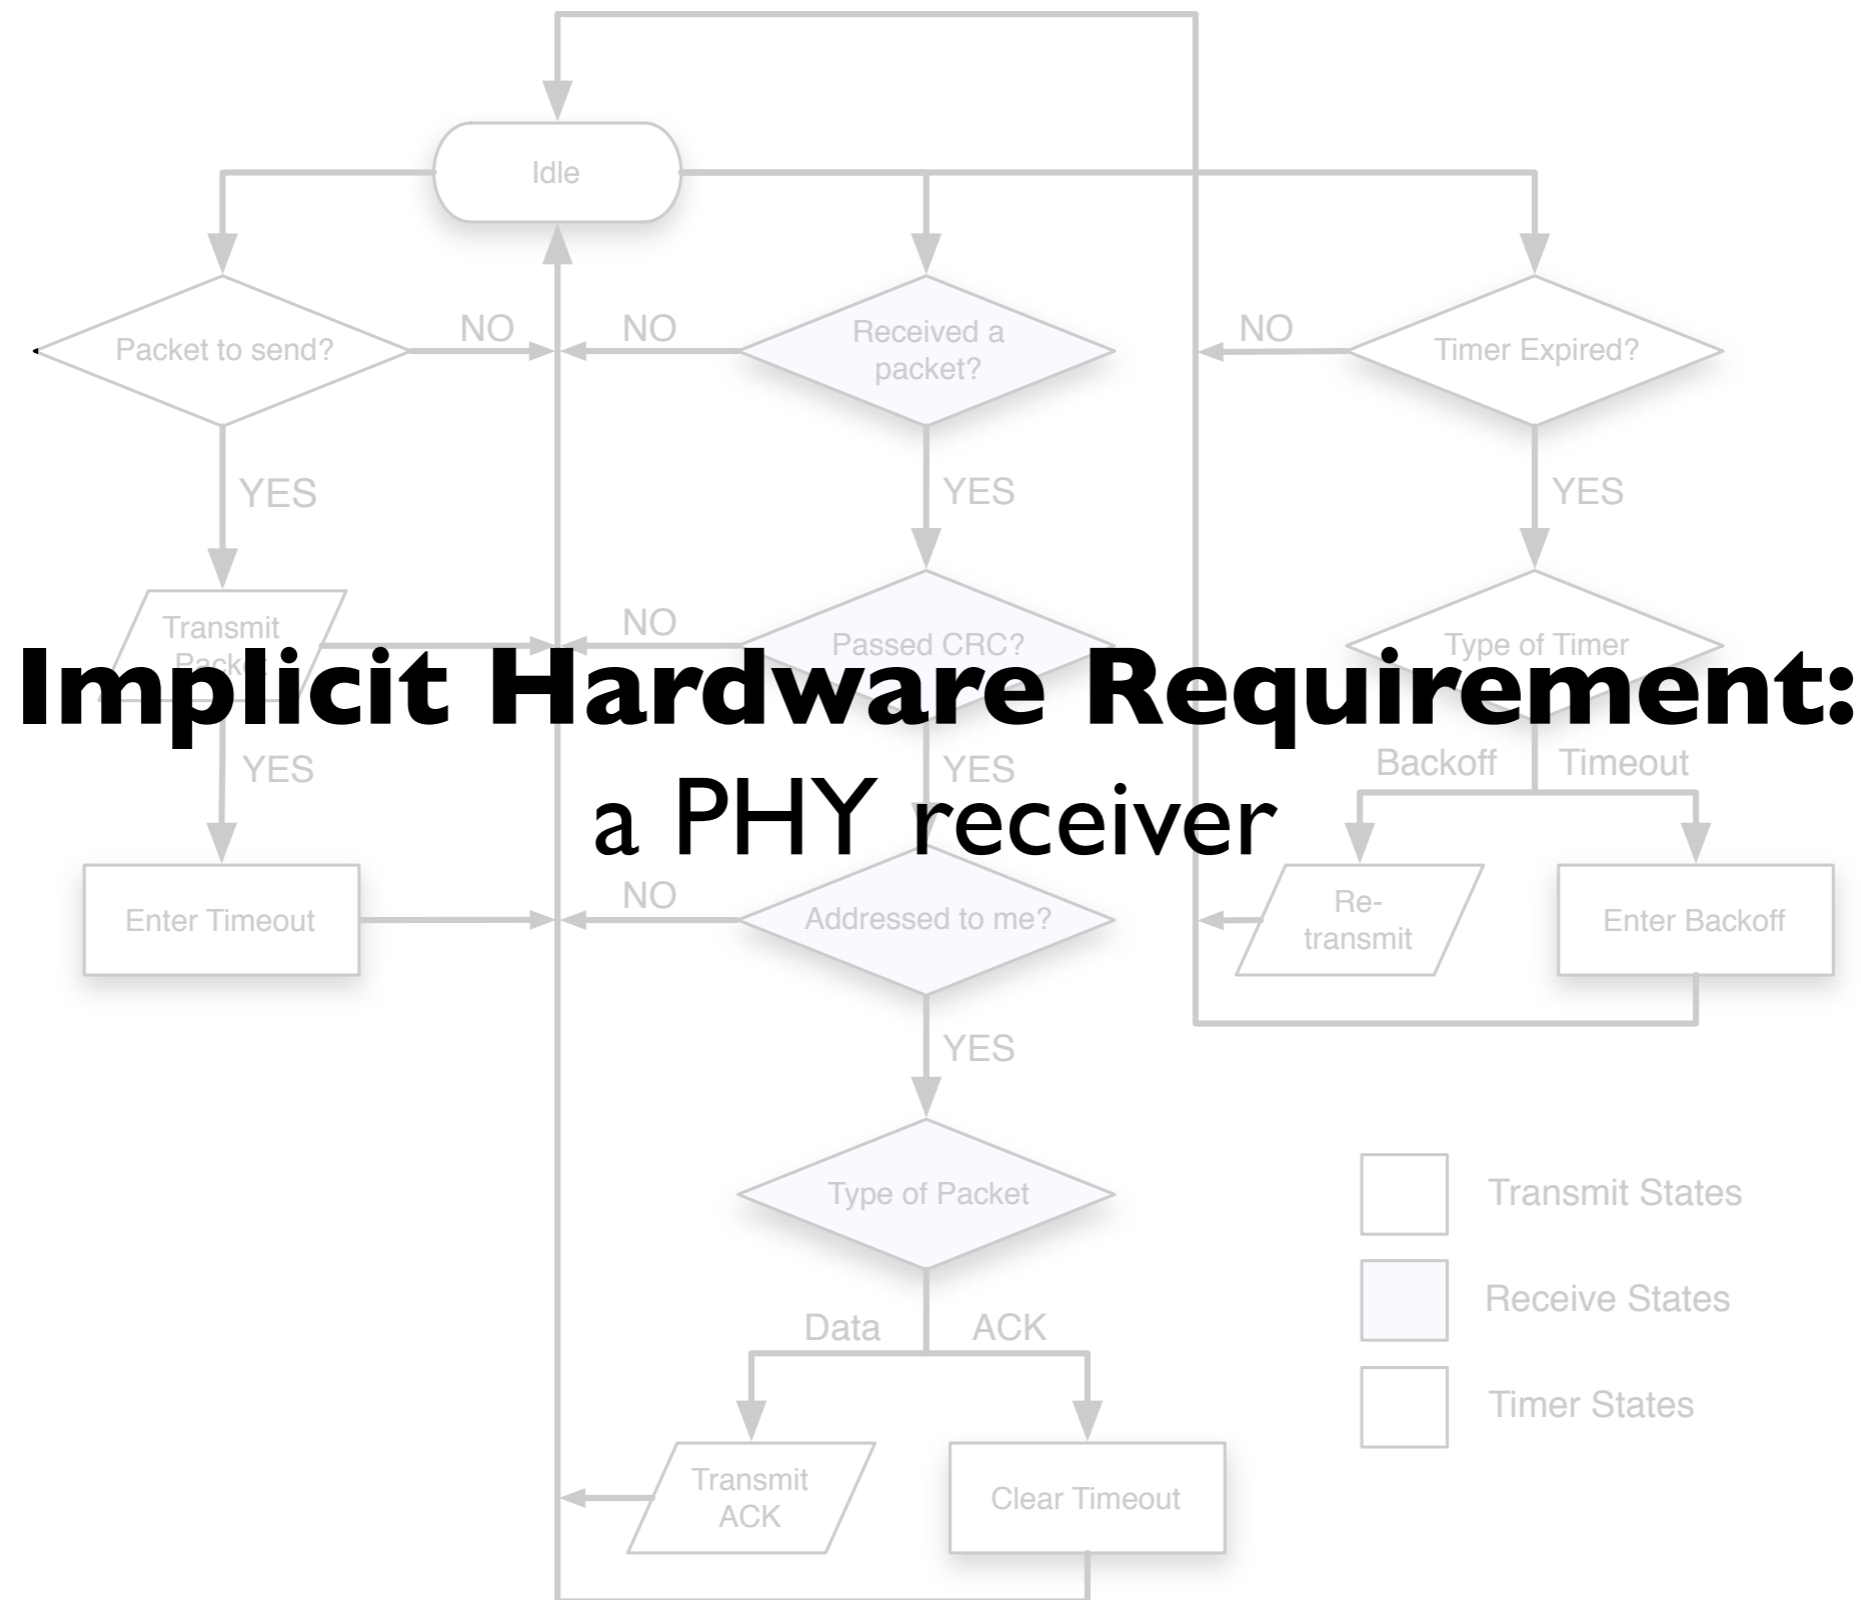 Idle
Packet to send?
NO
NO
Received a
packet?
NO
Timer Expired?
YES
YES
YES
Transmit
Packet
NO
Passed CRC?
Type of Timer
Implicit Hardware Requirement:
a PHY receiver
YES
YES
Backoff
Timeout
Enter Timeout
NO
Addressed to me?
Re-
transmit
Enter Backoff
YES
Type of Packet
Transmit States
Receive States
Data
ACK
Timer States
Transmit
ACK
Clear Timeout